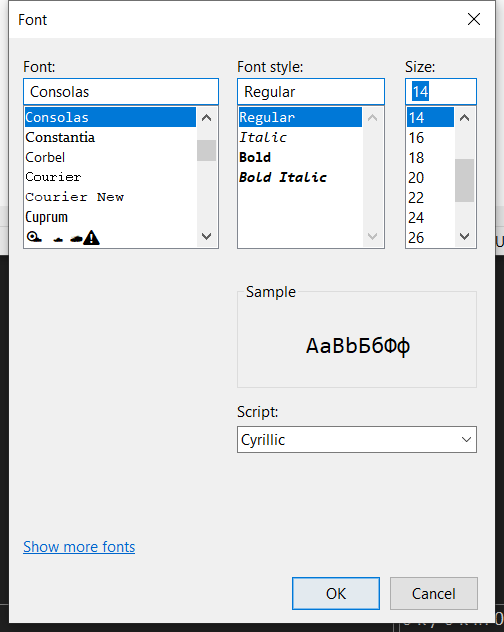 Font
Font:
Consolas
Consolas
Constantia
Corbel
Courier
Courier New
Cuprum
Font style:
Regular
Regular
Italic
Bold
Bold Italic
Size:
14
14
16
18
20
22
24
26
Sample
AaBbБбФф
Script:
Cyrillic
Show more fonts
OK
Cancel
U